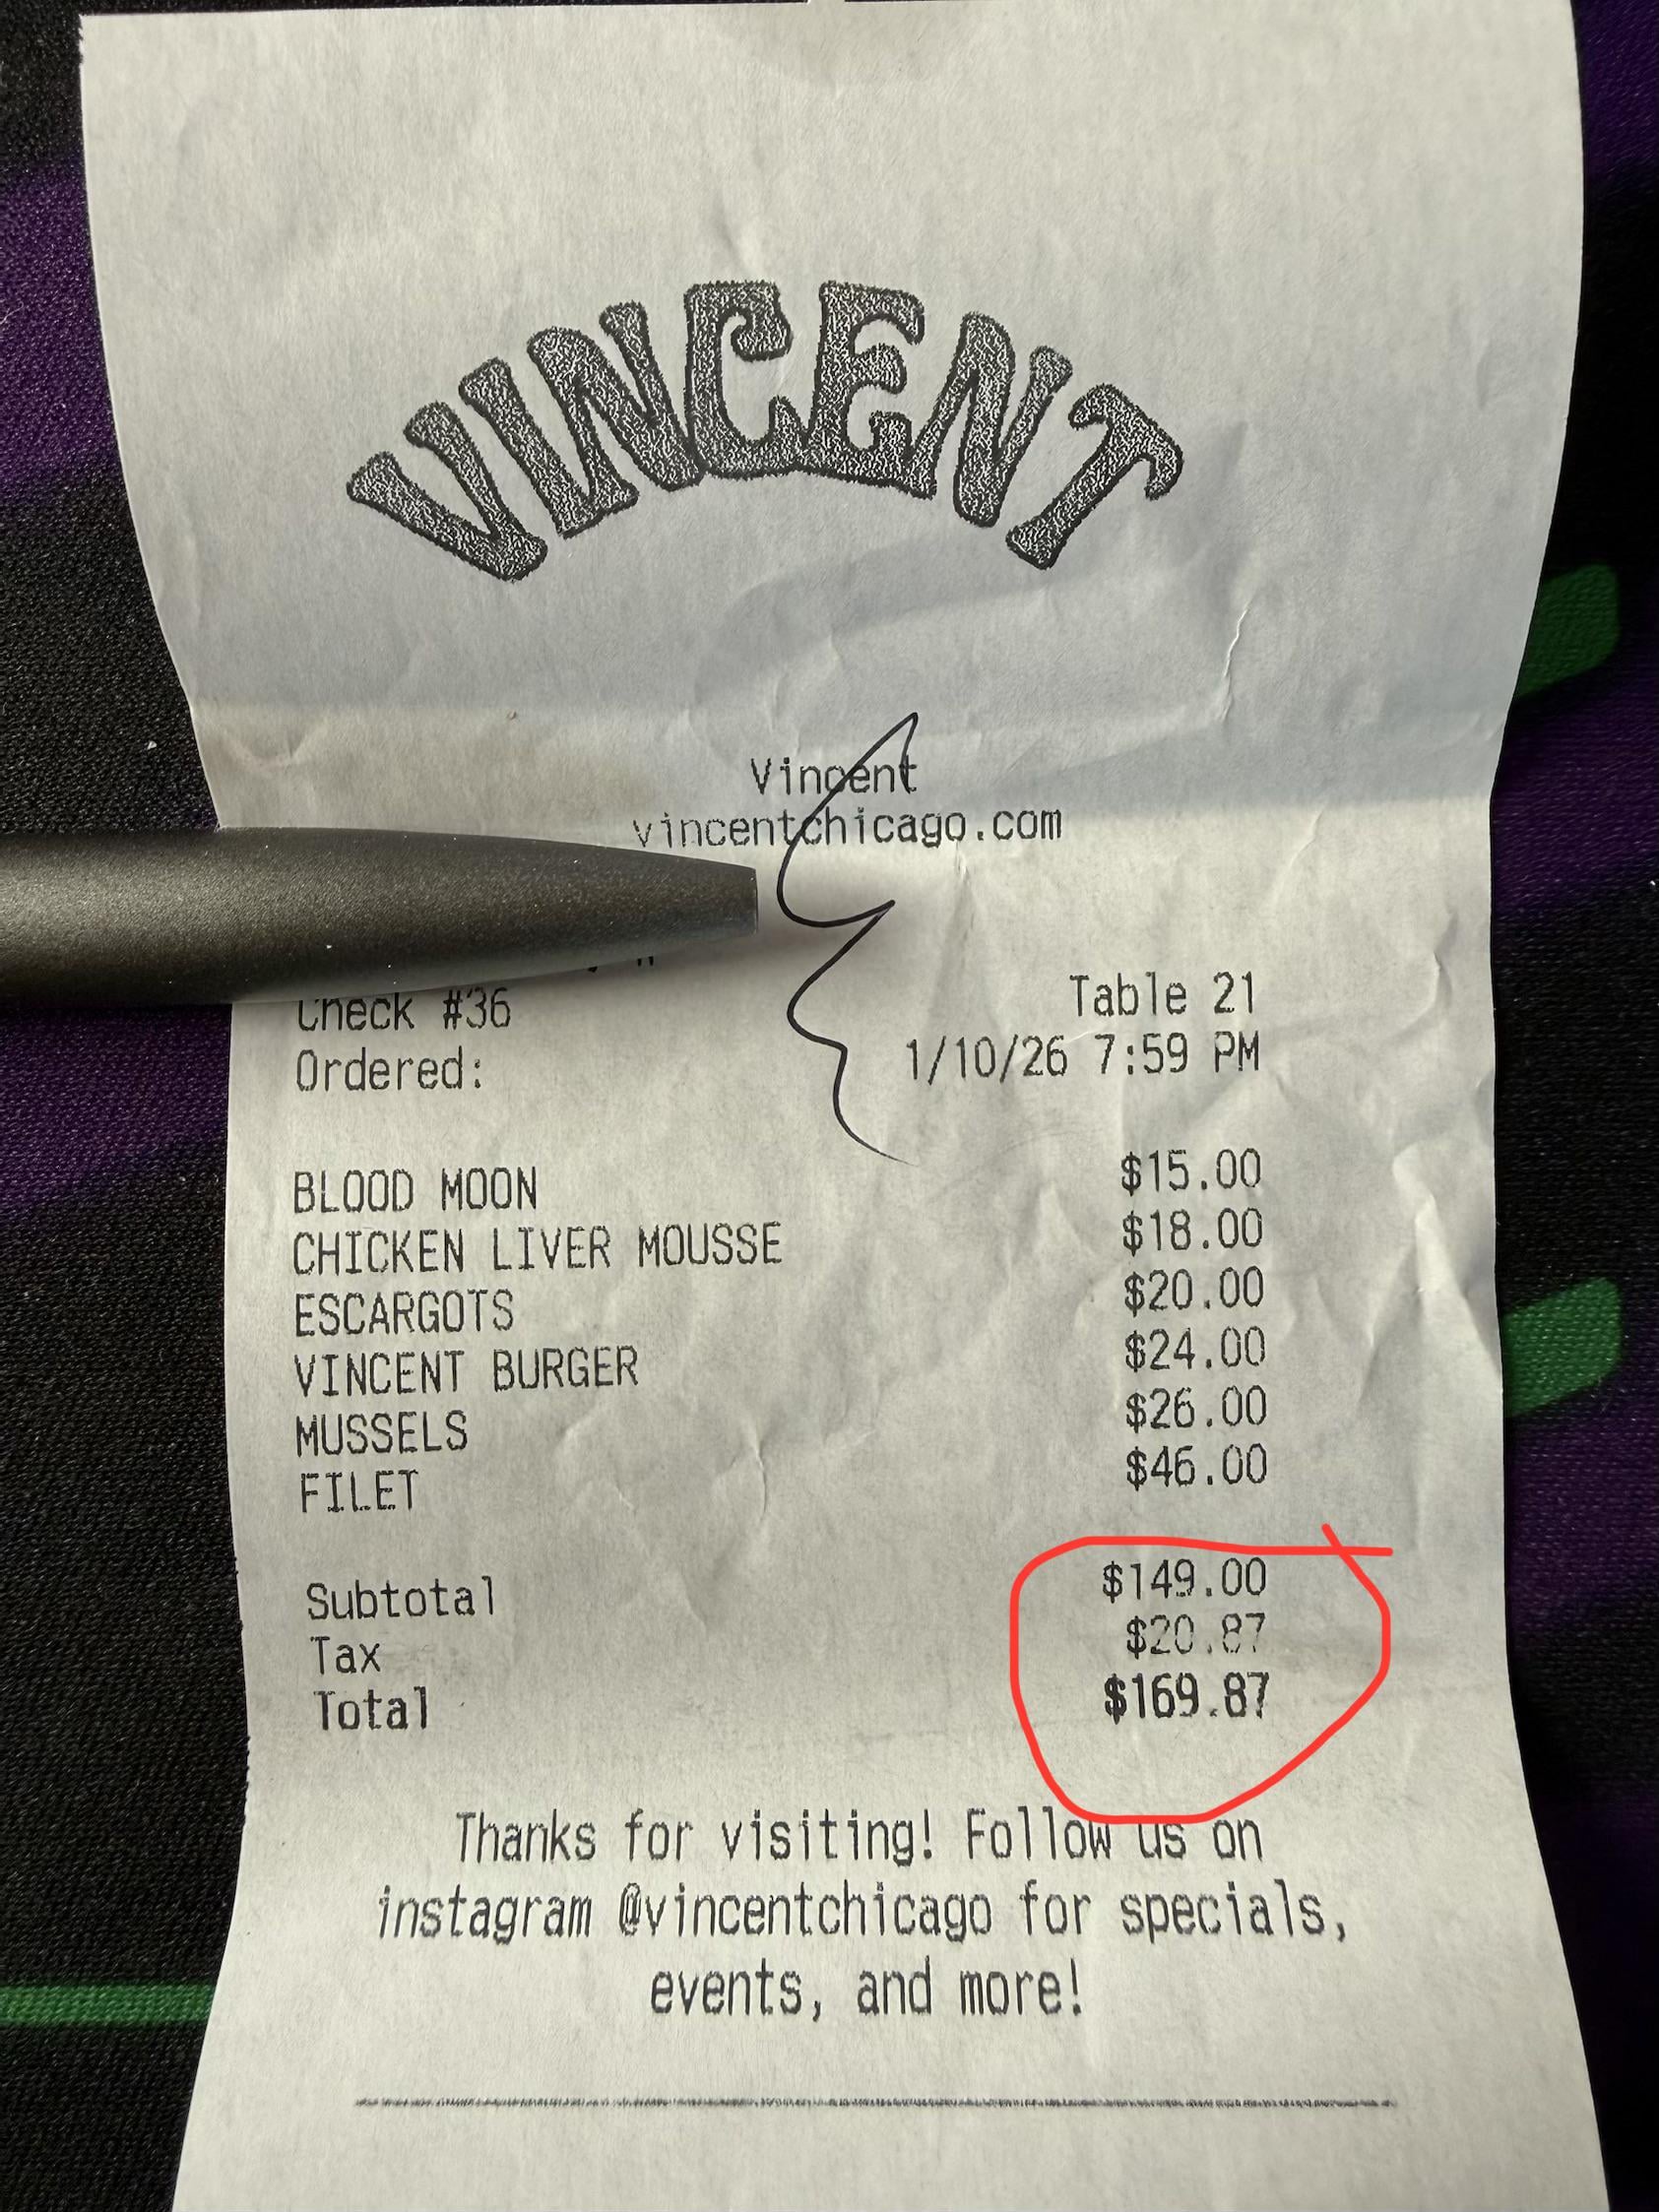 VINCENT
Vincent
vincentchicago.com
Check #36 Table 21
Ordered: 1/10/26 7:59 PM
BLOOD MOON $15.00
CHICKEN LIVER MOUSSE $18.00
ESCARGOTS $20.00
VINCENT BURGER $24.00
MUSSELS $26.00
FILET $46.00
Subtotal $149.00
Tax $20.87
Total $169.87
Thanks for visiting! Follow us on
instagram @vincentchicago for specials,
events, and more!